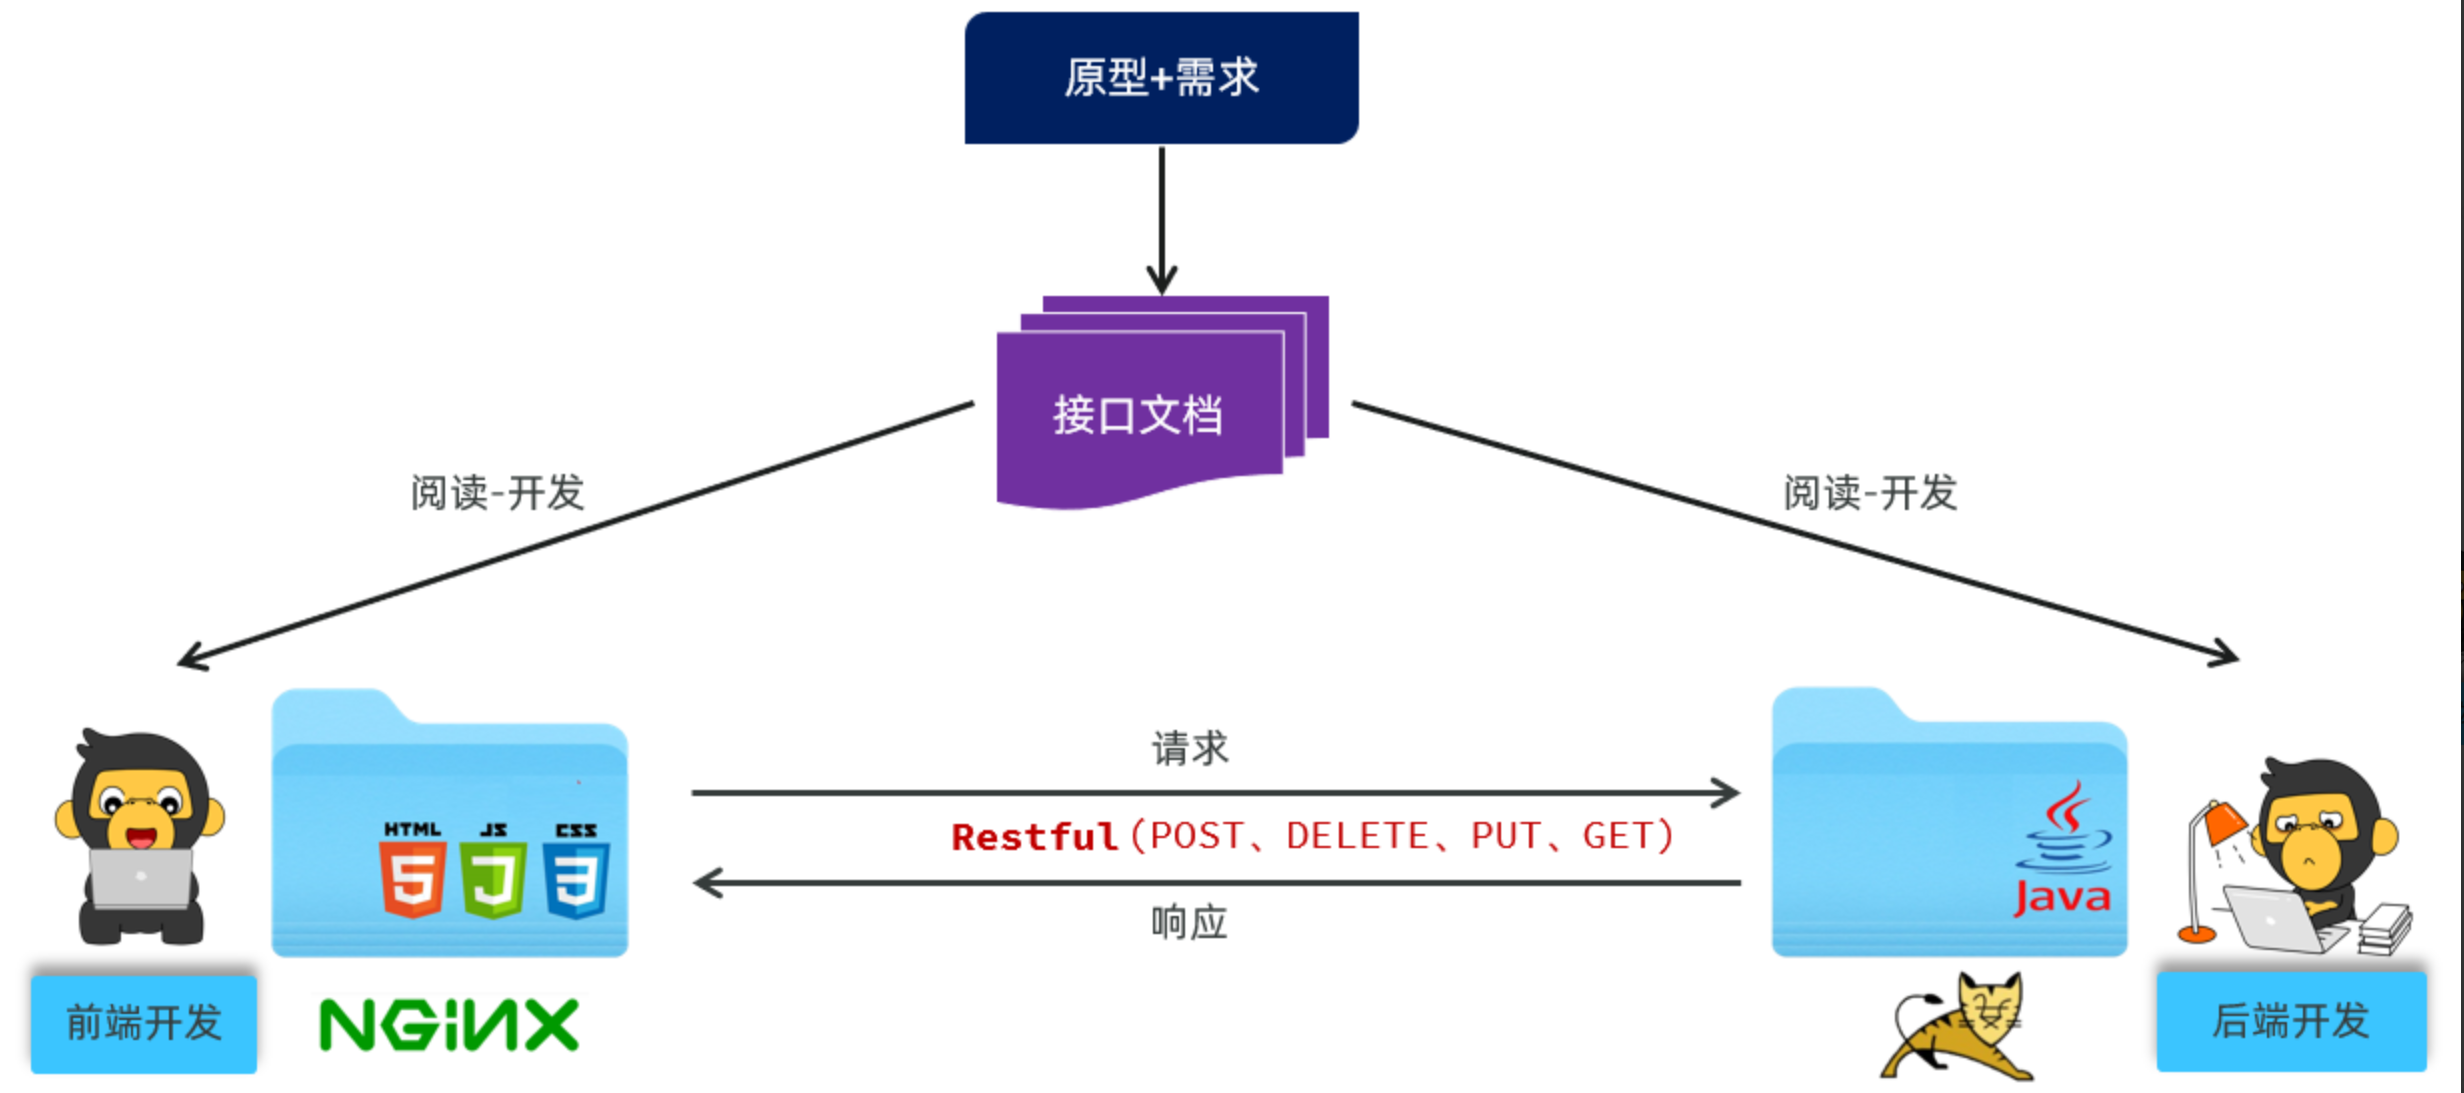 原型+需求
接口文档
阅读-开发
阅读-开发
请求
Restful(POST、DELETE、PUT、GET)
响应
HTML JS CSS
5 J 3
Java
前端开发
NGiNX
后端开发